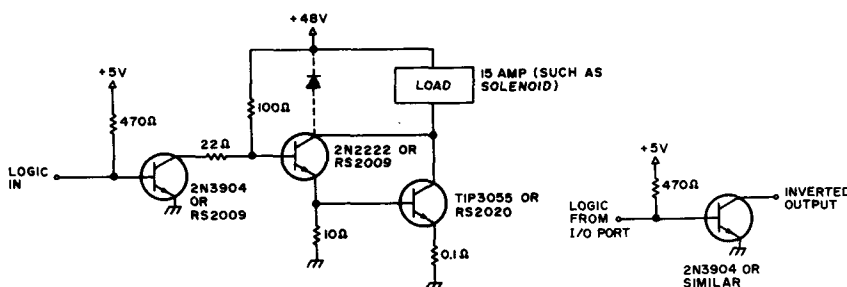 +48V
+5V
470Ω
100Ω
LOAD
15 AMP (SUCH AS
SOLENOID)
22Ω
LOGIC
IN
2N3904
OR
RS2009
2N2222 OR
RS2009
TIP3055 OR
RS2020
10Ω
0.1Ω
+5V
470Ω
LOGIC
FROM
I/O PORT
INVERTED
OUTPUT
2N3904 OR
SIMILAR